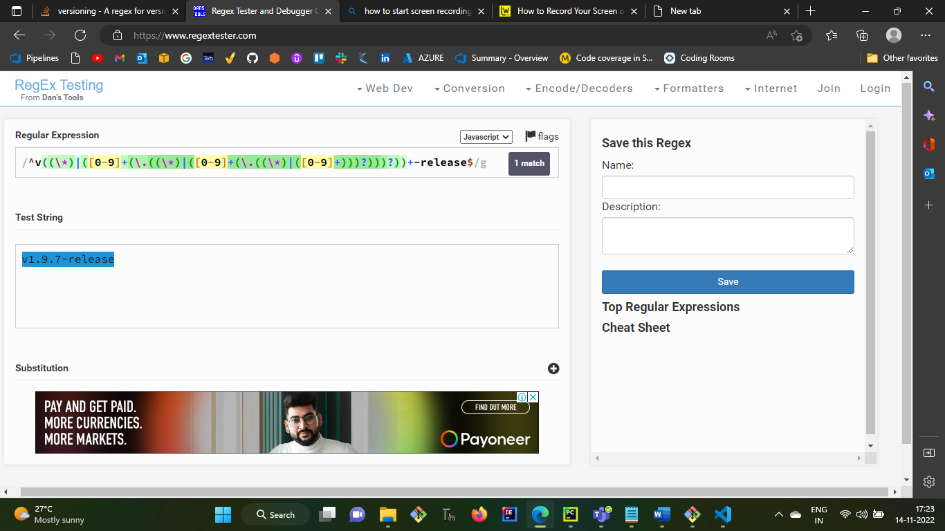 versioning - A regex for versi
Regex Tester and Debugger
how to start screen recording
How to Record Your Screen o
New tab
https://www.regextester.com
Pipelines
AZURE
Summary - Overview
Code coverage in S...
Coding Rooms
Other favorites
RegEx Testing
From Dan's Tools
Web Dev
Conversion
Encode/Decoders
Formatters
Internet
Join
Login
Regular Expression
Javascript
flags
/^v((\*)|([0-9]+(\.((\*)|([0-9]+(\.((\*)|([0-9]+)))?)))?))+-release$/g
1 match
Test String
v1.9.7-release
Substitution
PAY AND GET PAID.
MORE CURRENCIES.
MORE MARKETS.
FIND OUT MORE
Payoneer
Save this Regex
Name:
Description:
Save
Top Regular Expressions
Cheat Sheet
27°C
Mostly sunny
Search
ENG
IN
17:23
14-11-2022